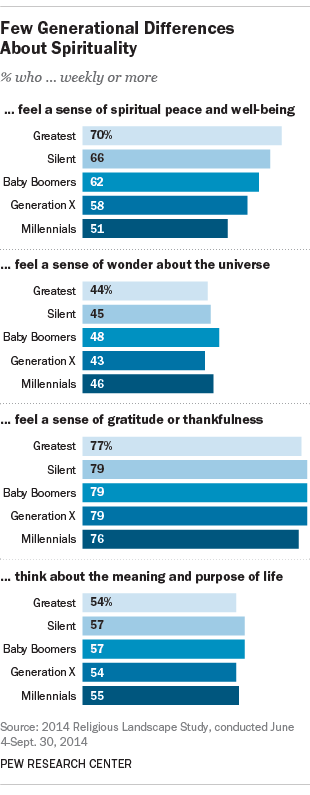 Few Generational Differences
About Spirituality
% who ... weekly or more
... feel a sense of spiritual peace and well-being
Greatest 70%
Silent 66
Baby Boomers 62
Generation X 58
Millennials 51
... feel a sense of wonder about the universe
Greatest 44%
Silent 45
Baby Boomers 48
Generation X 43
Millennials 46
... feel a sense of gratitude or thankfulness
Greatest 77%
Silent 79
Baby Boomers 79
Generation X 79
Millennials 76
... think about the meaning and purpose of life
Greatest 54%
Silent 57
Baby Boomers 57
Generation X 54
Millennials 55
Source: 2014 Religious Landscape Study, conducted June
4-Sept. 30, 2014
PEW RESEARCH CENTER